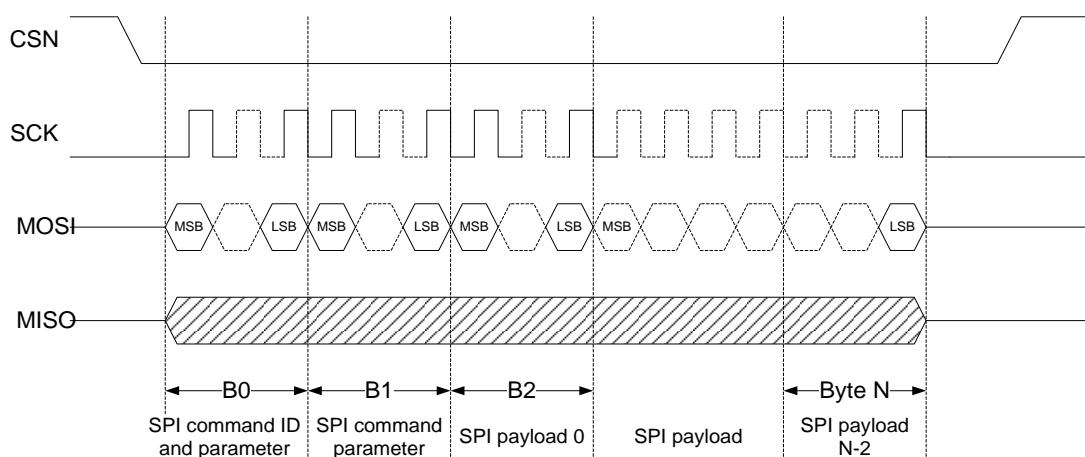 CSN
SCK
MOSI
MSB LSB MSB LSB MSB LSB MSB LSB
MISO
B0 B1 B2 Byte N
SPI command ID SPI command SPI payload 0 SPI payload SPI payload
and parameter parameter N-2